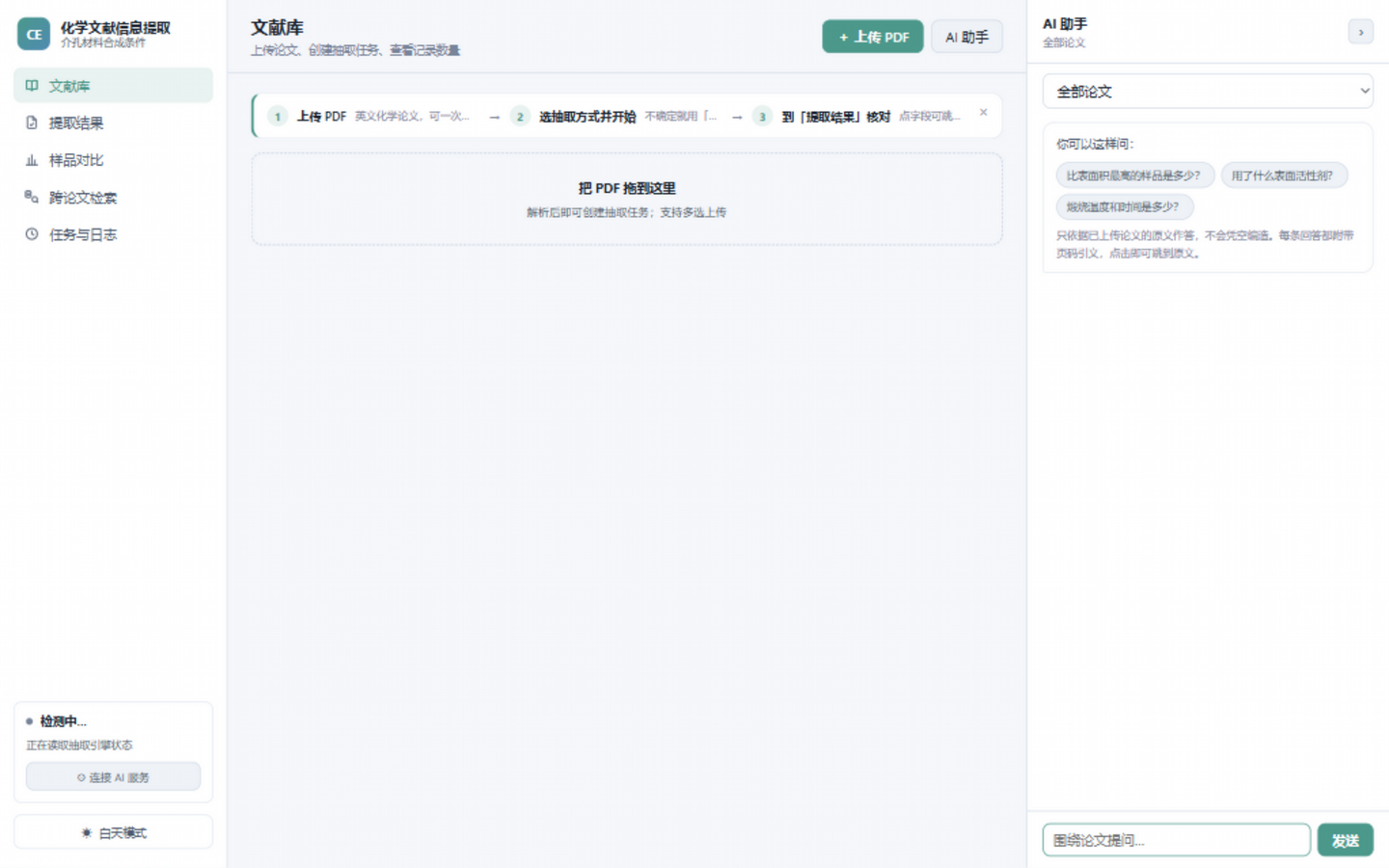 CE
化学文献信息提取
介孔材料合成条件
文献库
提取结果
样品对比
跨论文检索
任务与日志
检测中...
正在读取抽取引擎状态
连接 AI 服务
白天模式
文献库
上传论文、创建抽取任务、查看记录数量
+ 上传 PDF
AI 助手
1 上传 PDF 英文化学论文，可一次... → 2 选抽取方式并开始 不确定就用「... → 3 到「提取结果」核对 点字段可跳... ×
把 PDF 拖到这里
解析后即可创建抽取任务；支持多选上传
AI 助手
全部论文
›
全部论文
你可以这样问：
比表面积最高的样品是多少？ 用了什么表面活性剂？
煅烧温度和时间是多少？
只依据已上传论文的原文作答，不会凭空编造。每条回答都附带
页码引文，点击即可跳到原文。
围绕论文提问...
发送